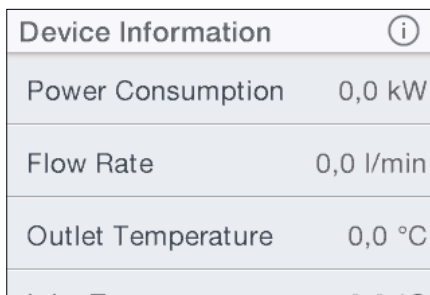 Device Information
Power Consumption 0,0 kW
Flow Rate 0,0 l/min
Outlet Temperature 0,0 °C